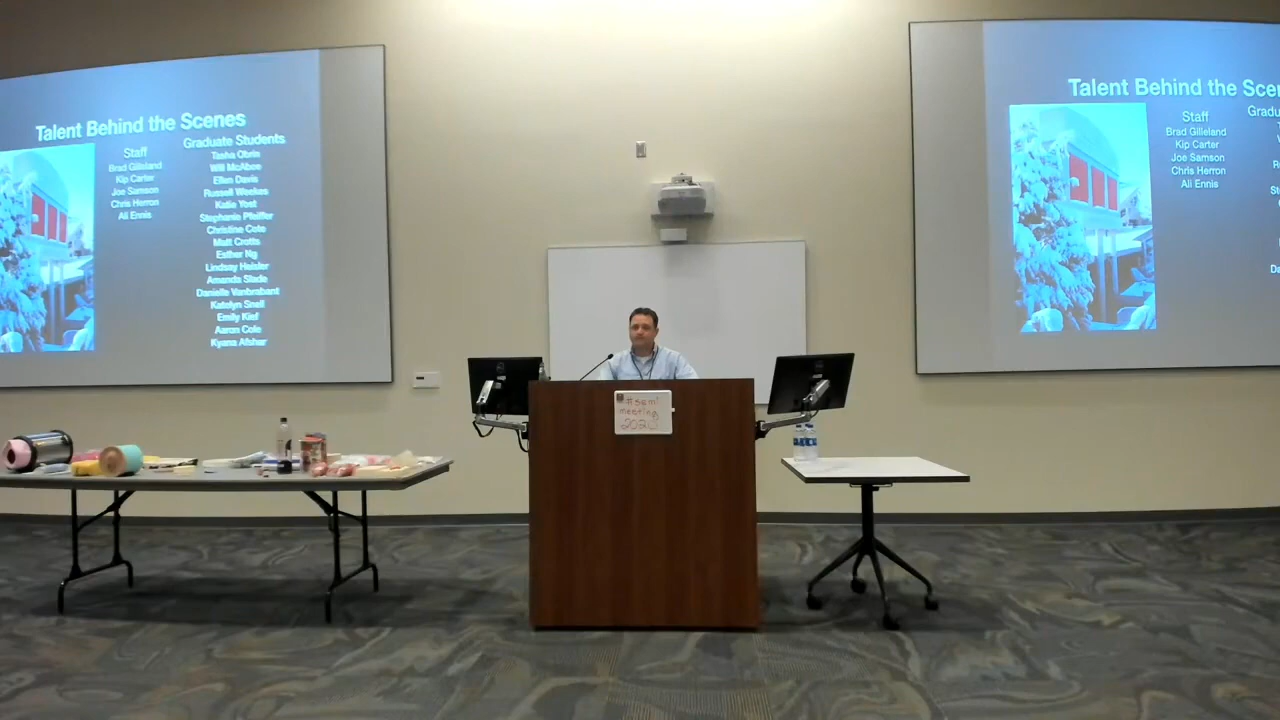 Talent Behind the Scenes
Staff
Brad Gilleland
Kip Carter
Joe Samson
Chris Herron
Ali Ennis
Graduate Students
Tasha Obrin
Will McAbee
Ellen Davis
Russell Weekes
Katie Yost
Stephanie Pfeiffer
Christine Cote
Matt Crotts
Esther Ng
Lindsay Heisler
Amanda Slade
Danielle Vanbrabant
Katelyn Snell
Emily Kief
Aaron Cole
Kyana Afshar
#semi
meeting
2020
Talent Behind the
Staff
Brad Gilleland
Kip Carter
Joe Samson
Chris Herron
Ali Ennis